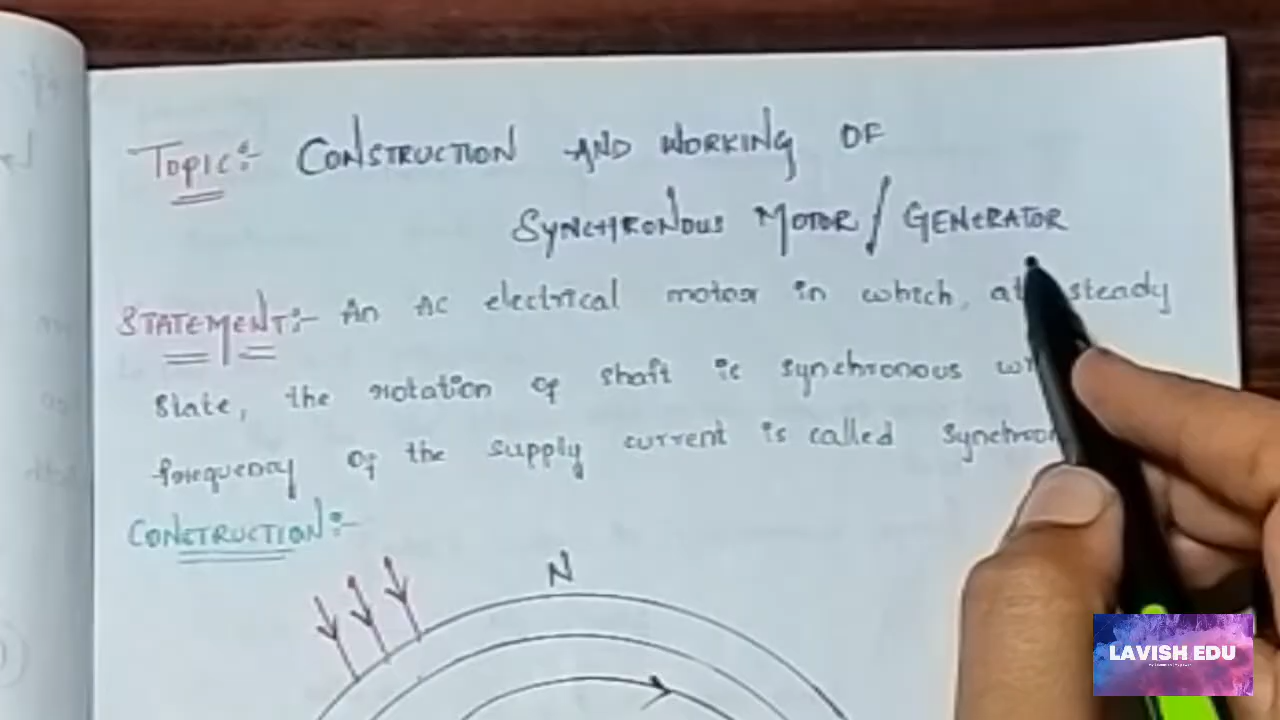 Topic:- CONSTRUCTION AND WORKING OF
SYNCHRONOUS MOTOR/GENERATOR
STATEMENT:- An AC electrical motor in which, at steady
state, the rotation of shaft is synchronous
frequency of the supply current is called
CONSTRUCTION:-
N
LAVISH EDU